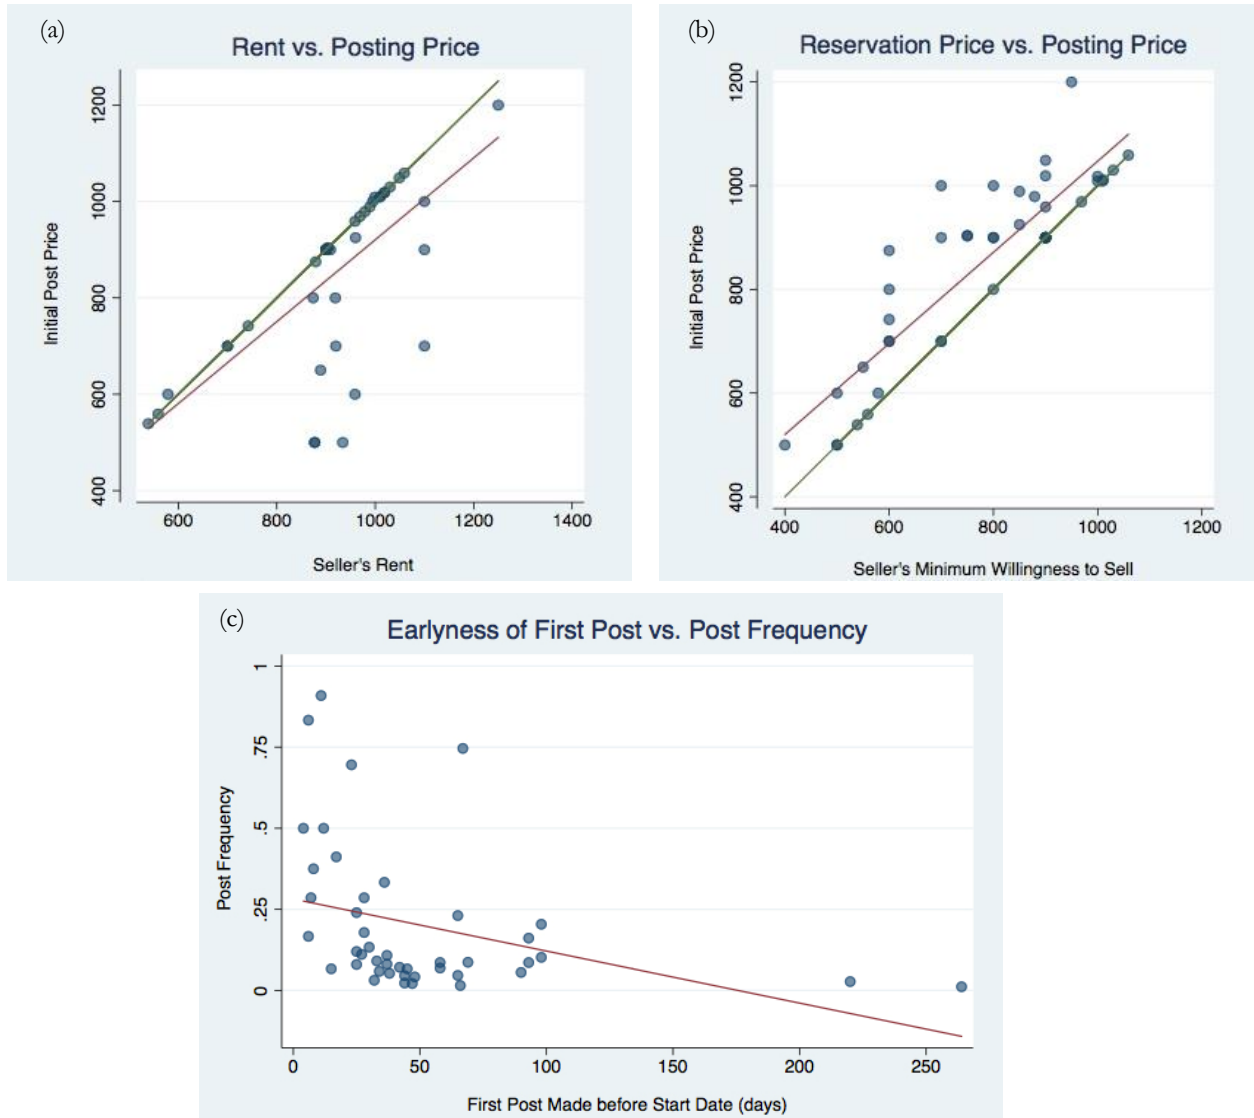 (a)
Rent vs. Posting Price
Initial Post Price
1200
1000
800
600
400
600 800 1000 1200 1400
Seller's Rent
(b)
Reservation Price vs. Posting Price
Initial Post Price
1200
1000
800
600
400
400 600 800 1000 1200
Seller's Minimum Willingness to Sell
(c)
Earlyness of First Post vs. Post Frequency
Post Frequency
1
.75
.5
.25
0
0 50 100 150 200 250
First Post Made before Start Date (days)